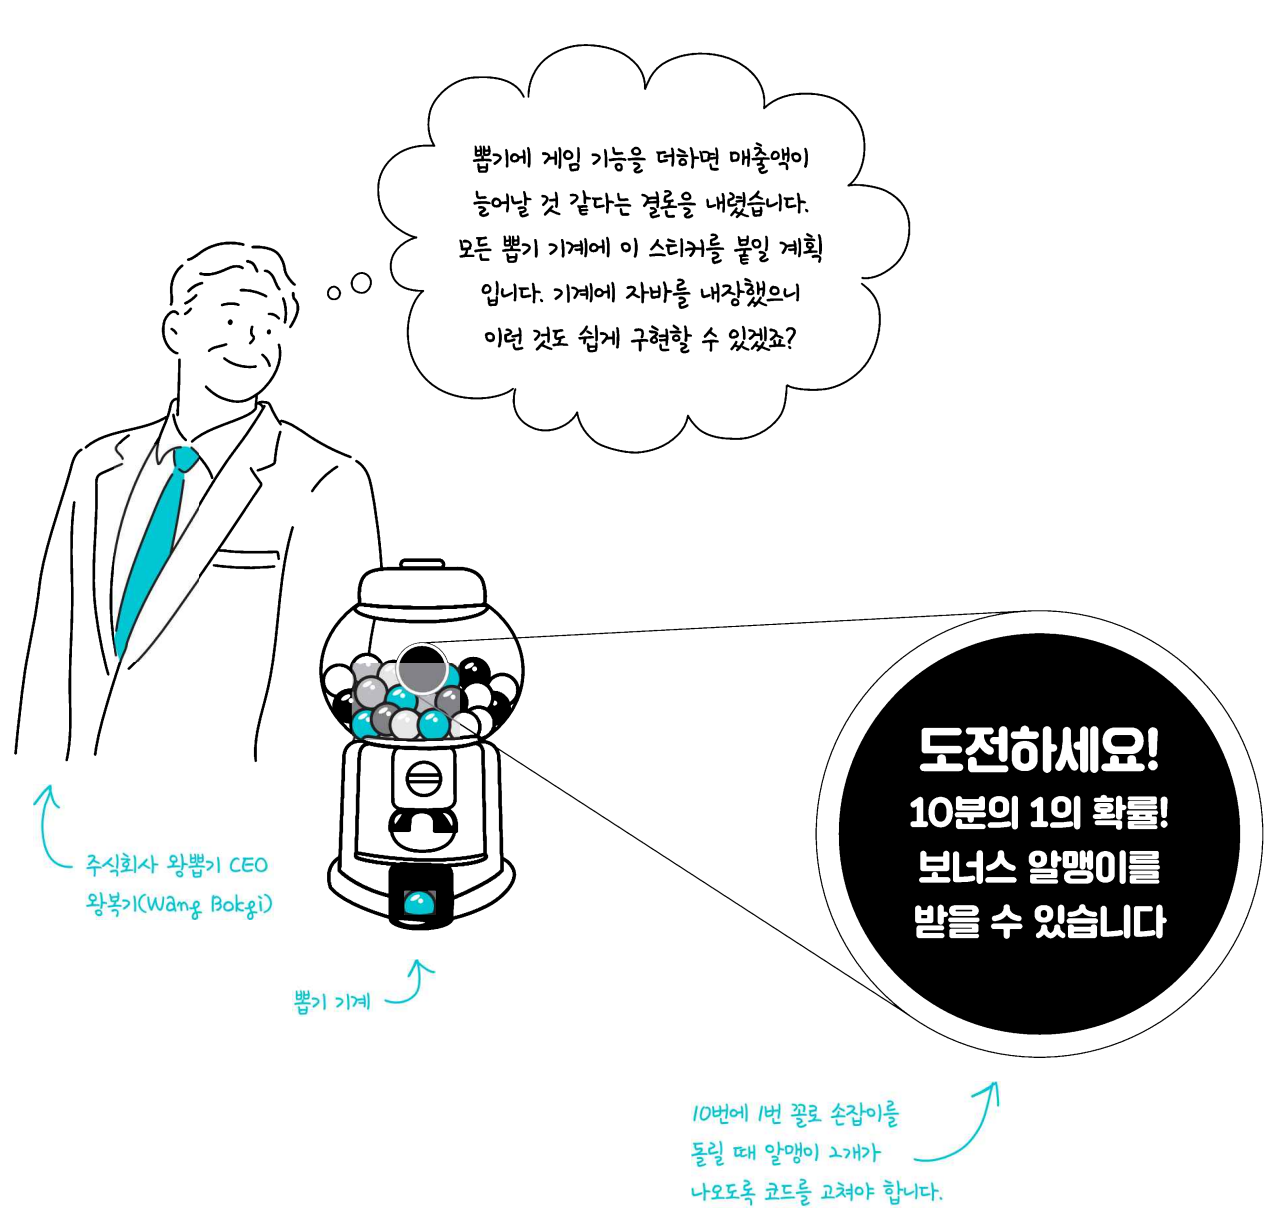 뽑기에 게임 기능을 더하면 매출액이
늘어날 것 같다는 결론을 내렸습니다.
모든 뽑기 기계에 이 스티커를 붙일 계획
입니다. 기계에 자바를 내장했으니
이런 것도 쉽게 구현할 수 있겠죠?
도전하세요!
10분의 1의 확률!
보너스 알맹이를
받을 수 있습니다
주식회사 왕뽑기 CEO
왕복기(Wang Bokgi)
뽑기 기계
10번에 1번 꼴로 손잡이를
돌릴 때 알맹이 2개가
나오도록 코드를 고쳐야 합니다.